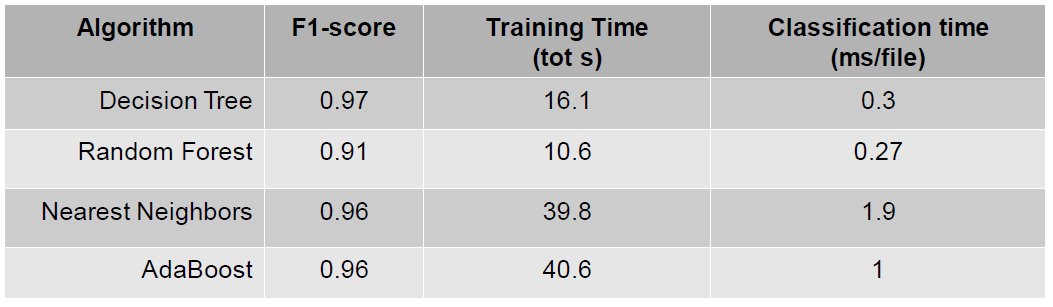 Algorithm F1-score Training Time (tot s) Classification time (ms/file)
Decision Tree 0.97 16.1 0.3
Random Forest 0.91 10.6 0.27
Nearest Neighbors 0.96 39.8 1.9
AdaBoost 0.96 40.6 1